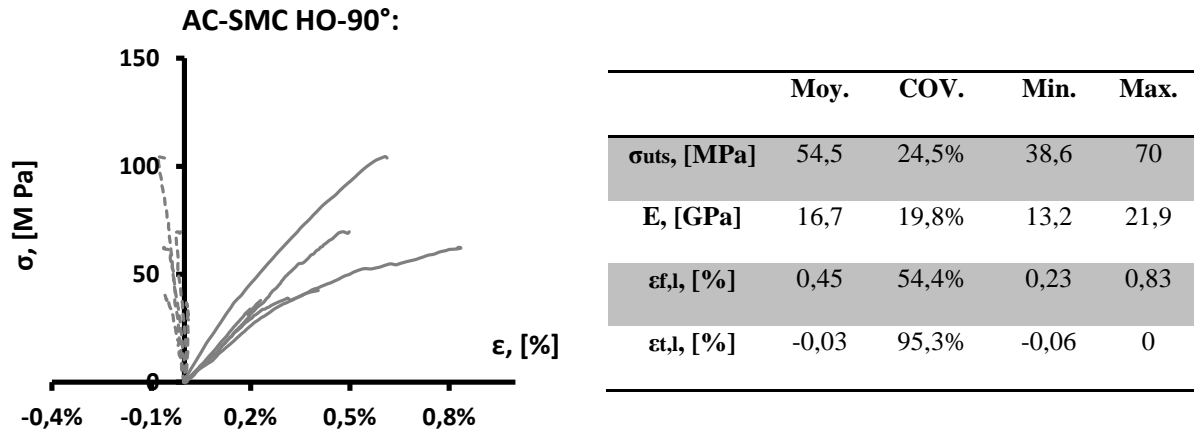 AC-SMC HO-90°:
150
100
50
0
σ, [M Pa]
ε, [%]
-0,4% -0,1% 0,2% 0,5% 0,8%
Moy. COV. Min. Max.
σuts, [MPa] 54,5 24,5% 38,6 70
E, [GPa] 16,7 19,8% 13,2 21,9
εf,l, [%] 0,45 54,4% 0,23 0,83
εt,l, [%] -0,03 95,3% -0,06 0